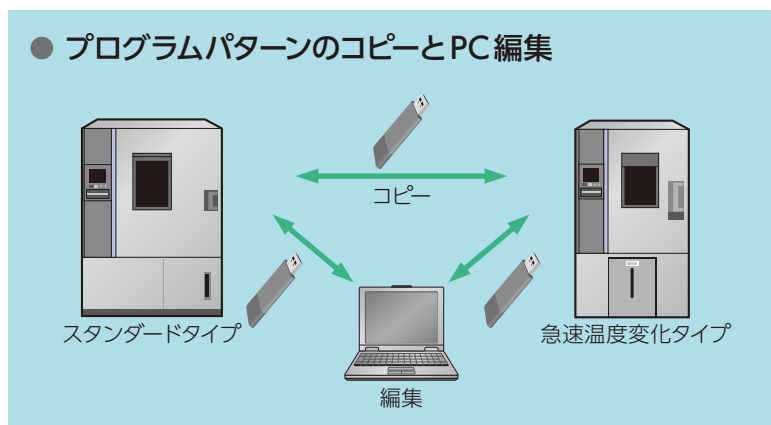 ● プログラムパターンのコピーとPC編集
コピー
スタンダードタイプ
急速温度変化タイプ
編集